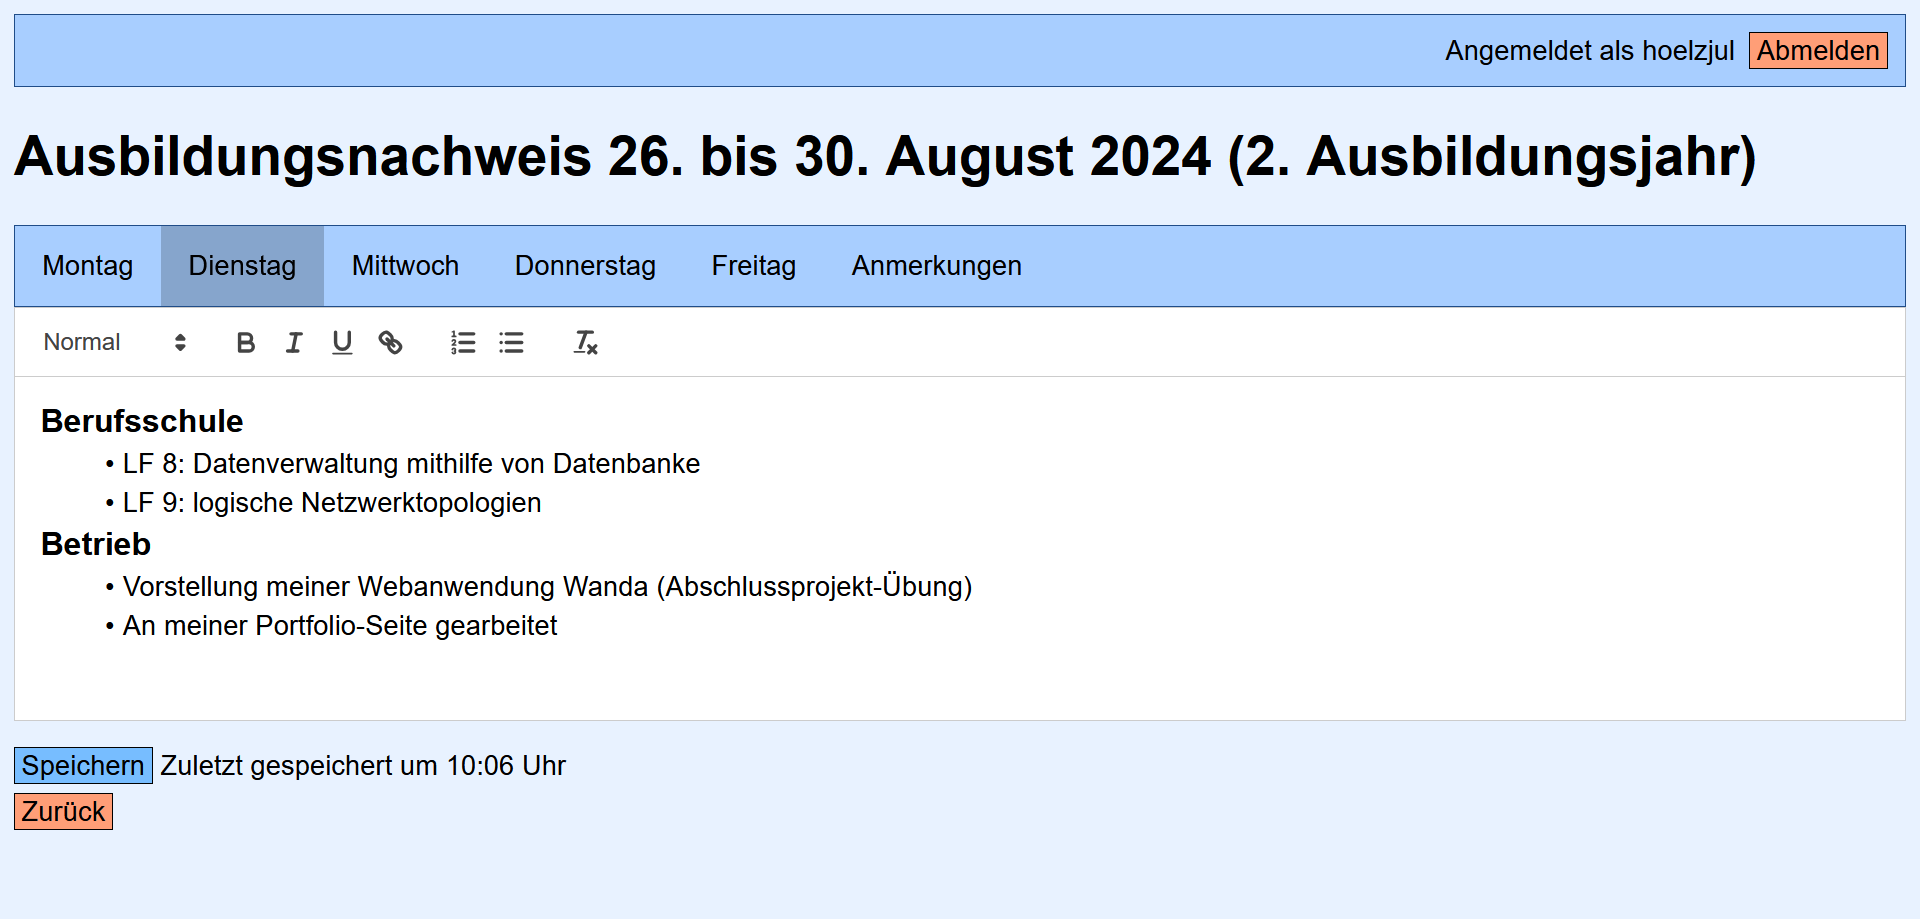 Angemeldet als hoelzjul Abmelden
Ausbildungsnachweis 26. bis 30. August 2024 (2. Ausbildungsjahr)
Montag Dienstag Mittwoch Donnerstag Freitag Anmerkungen
Normal
Berufsschule
• LF 8: Datenverwaltung mithilfe von Datenbanke
• LF 9: logische Netzwerktopologien
Betrieb
• Vorstellung meiner Webanwendung Wanda (Abschlussprojekt-Übung)
• An meiner Portfolio-Seite gearbeitet
Speichern Zuletzt gespeichert um 10:06 Uhr
Zurück